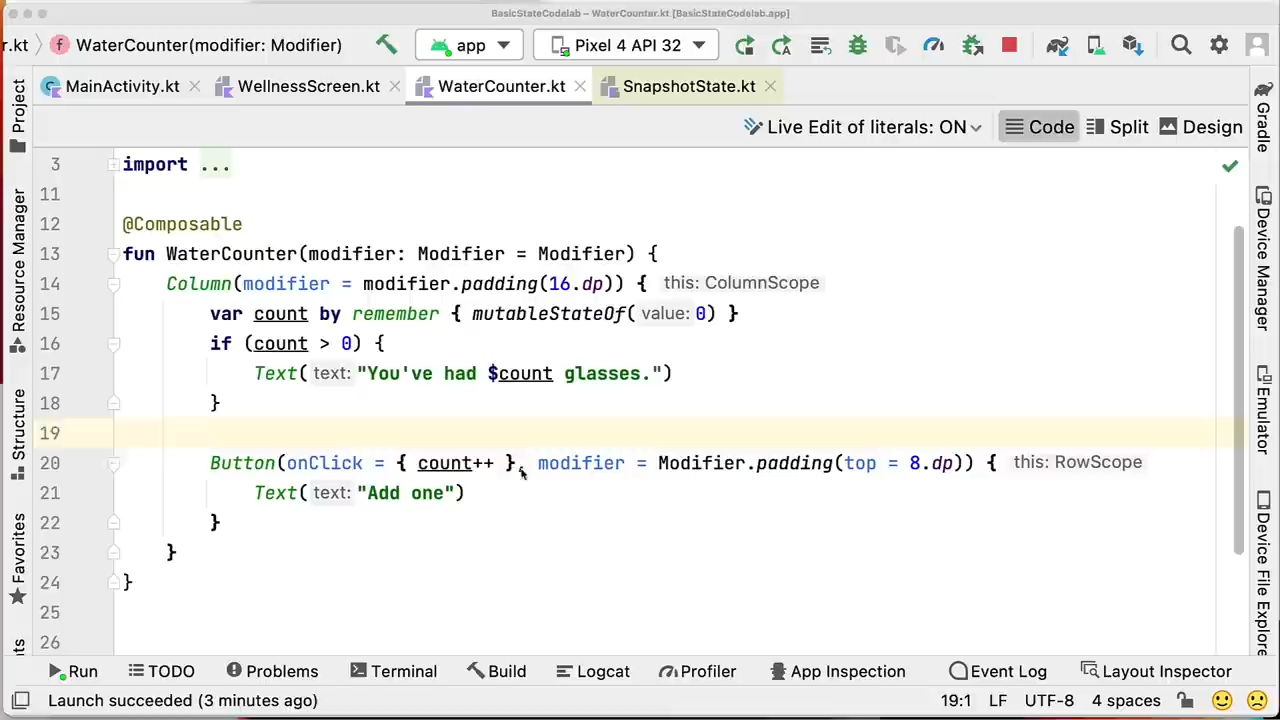 BasicStateCodelab – WaterCounter.kt [BasicStateCodelab.app]
r.kt WaterCounter(modifier: Modifier) app Pixel 4 API 32
MainActivity.kt WellnessScreen.kt WaterCounter.kt SnapshotState.kt
Live Edit of literals: ON Code Split Design
Project
Resource Manager
Structure
Favorites
3 import ...
11
12 @Composable
13 fun WaterCounter(modifier: Modifier = Modifier) {
14 Column(modifier = modifier.padding(16.dp)) { this: ColumnScope
15 var count by remember { mutableStateOf( value: 0) }
16 if (count > 0) {
17 Text( text: "You've had $count glasses.")
18 }
19
20 Button(onClick = { count++ }, modifier = Modifier.padding(top = 8.dp)) { this: RowScope
21 Text( text: "Add one")
22 }
23 }
24 }
25
26
Gradle
Device Manager
Emulator
Device File Explorer
Run TODO Problems Terminal Build Logcat Profiler App Inspection Event Log Layout Inspector
Launch succeeded (3 minutes ago) 19:1 LF UTF-8 4 spaces